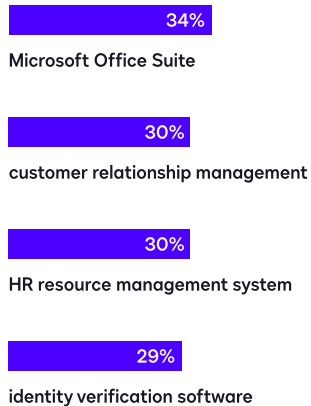 34%
Microsoft Office Suite
30%
customer relationship management
30%
HR resource management system
29%
identity verification software